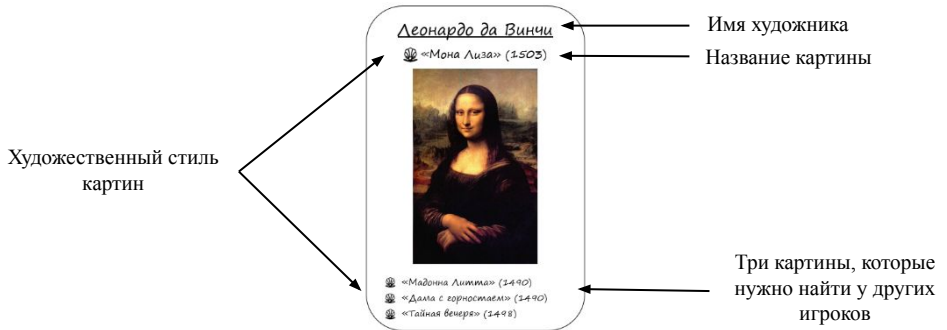 Леонардо да Винчи
Имя художника
«Мона Лиза» (1503)
Название картины
Художественный стиль
картин
«Мадонна Литта» (1490)
«Дама с горностаем» (1490)
«Тайная вечеря» (1498)
Три картины, которые
нужно найти у других
игроков